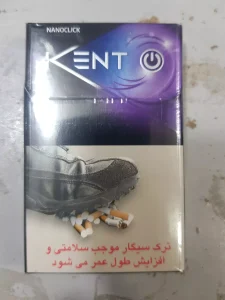 NANOCLICK
KENT
ترک سیگار موجب سلامتی و
افزایش طول عمر می شود